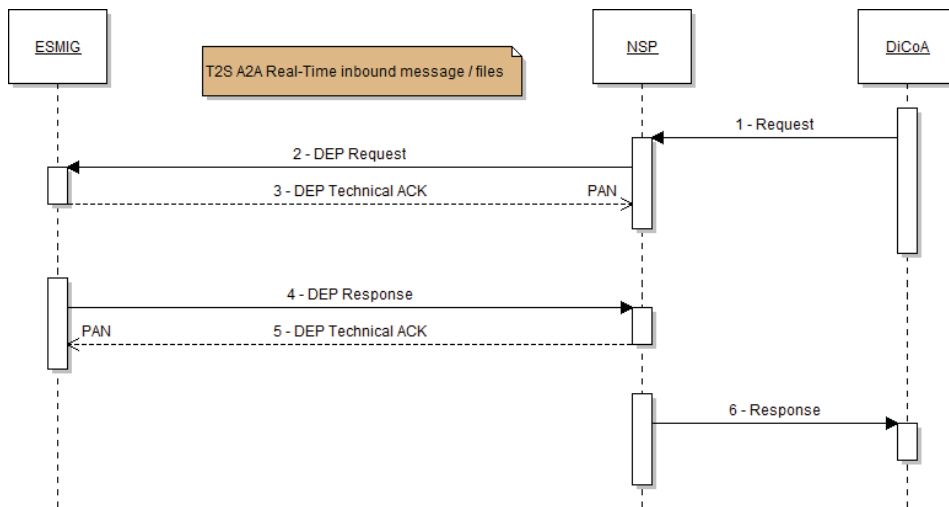 ESMIG
NSP
DiCoA
T2S A2A Real-Time inbound message / files
1 - Request
2 - DEP Request
3 - DEP Technical ACK
PAN
4 - DEP Response
PAN
5 - DEP Technical ACK
6 - Response